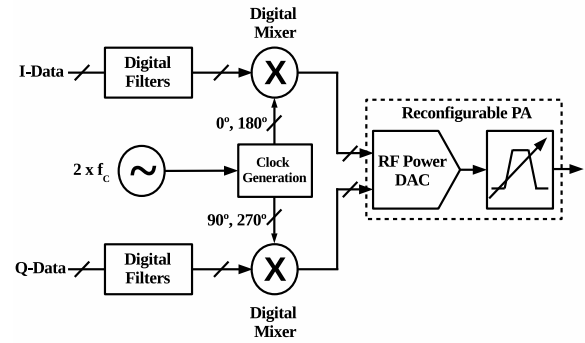 Digital
Mixer
I-Data
Digital
Filters
X
0º, 180º
Reconfigurable PA
2 x fC
~
Clock
Generation
RF Power
DAC
90º, 270º
Q-Data
Digital
Filters
X
Digital
Mixer